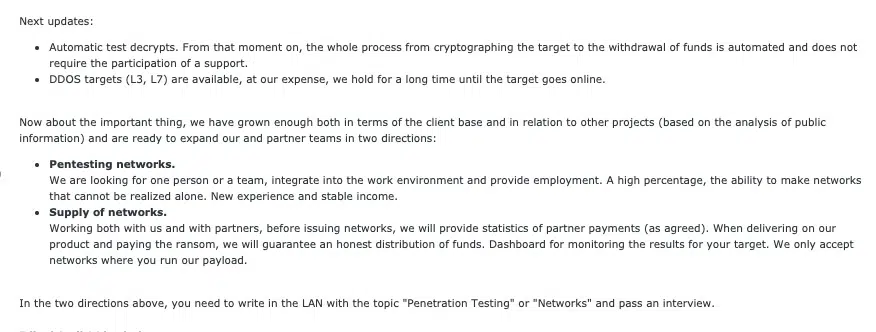 Next updates:
Automatic test decrypts. From that moment on, the whole process from cryptographing the target to the withdrawal of funds is automated and does not
require the participation of a support.
DDOS targets (L3, L7) are available, at our expense, we hold for a long time until the target goes online.
Now about the important thing, we have grown enough both in terms of the client base and in relation to other projects (based on the analysis of public
information) and are ready to expand our and partner teams in two directions:
Pentesting networks.
We are looking for one person or a team, integrate into the work environment and provide employment. A high percentage, the ability to make networks
that cannot be realized alone. New experience and stable income.
Supply of networks.
Working both with us and with partners, before issuing networks, we will provide statistics of partner payments (as agreed). When delivering on our
product and paying the ransom, we will guarantee an honest distribution of funds. Dashboard for monitoring the results for your target. We only accept
networks where you run our payload.
In the two directions above, you need to write in the LAN with the topic "Penetration Testing" or "Networks" and pass an interview.